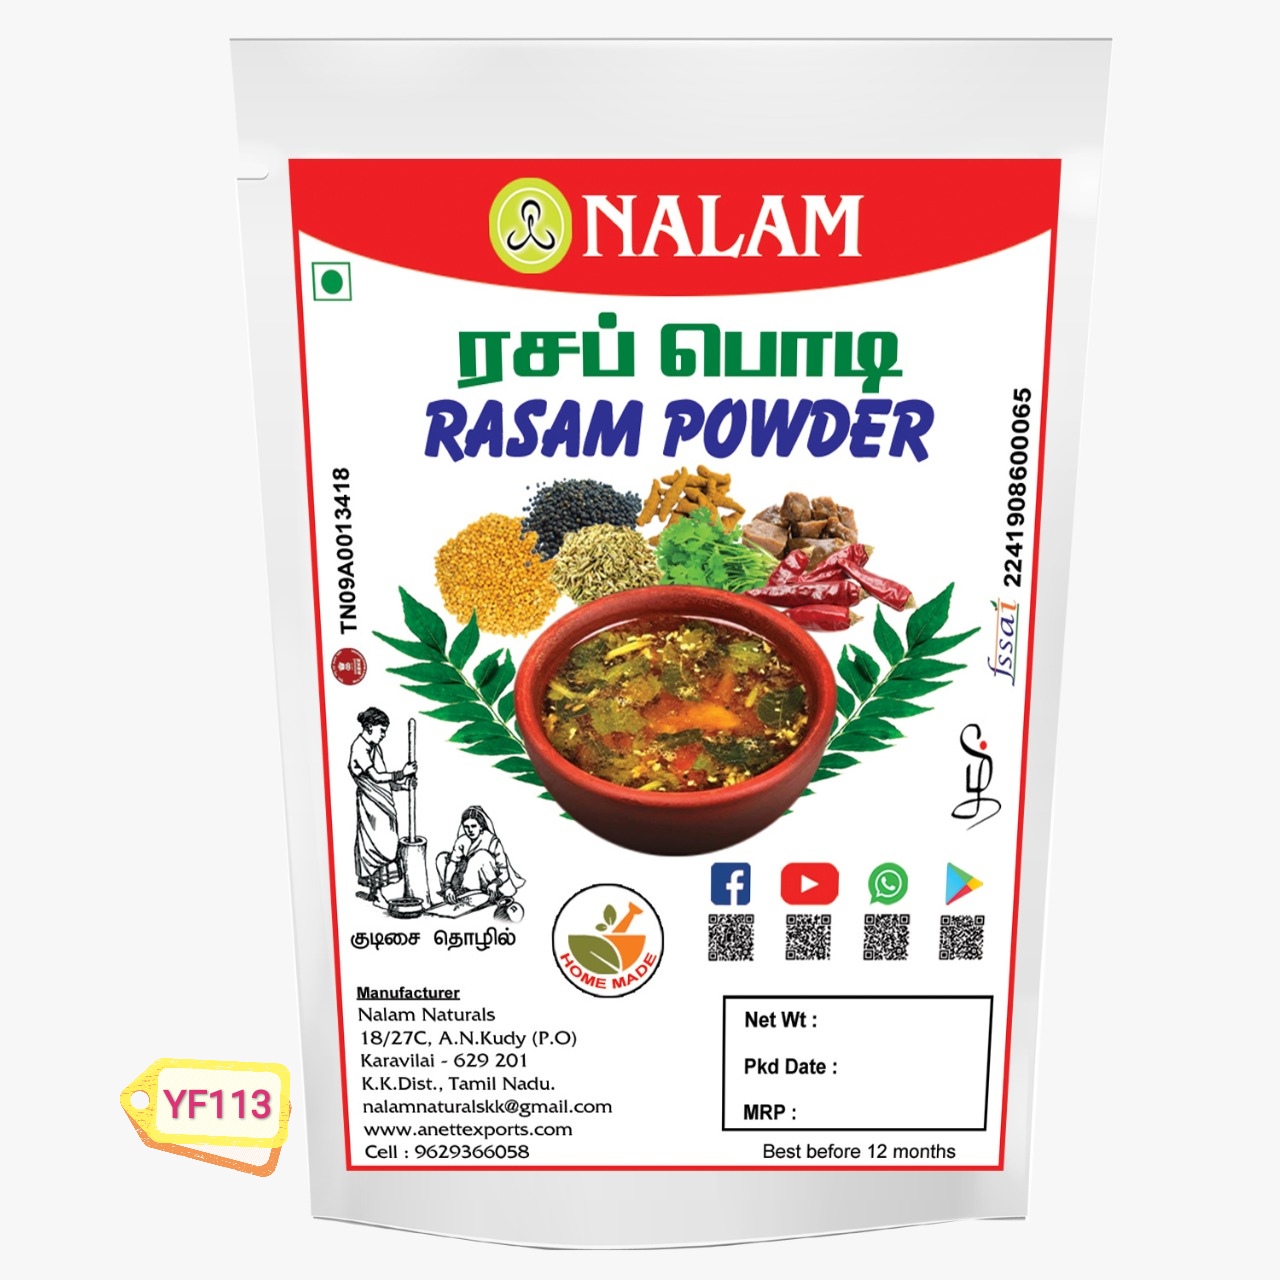 NALAM
ரசப் பொடி
RASAM POWDER
TN09A0013418
fssai 22419086000065
குடிசை தொழில்
HOME MADE
Manufacturer
Nalam Naturals
18/27C, A.N.Kudy (P.O)
Karavilai - 629 201
K.K.Dist., Tamil Nadu.
nalamnaturalskk@gmail.com
www.anettexports.com
Cell : 9629366058
Net Wt :
Pkd Date :
MRP :
Best before 12 months
YF113